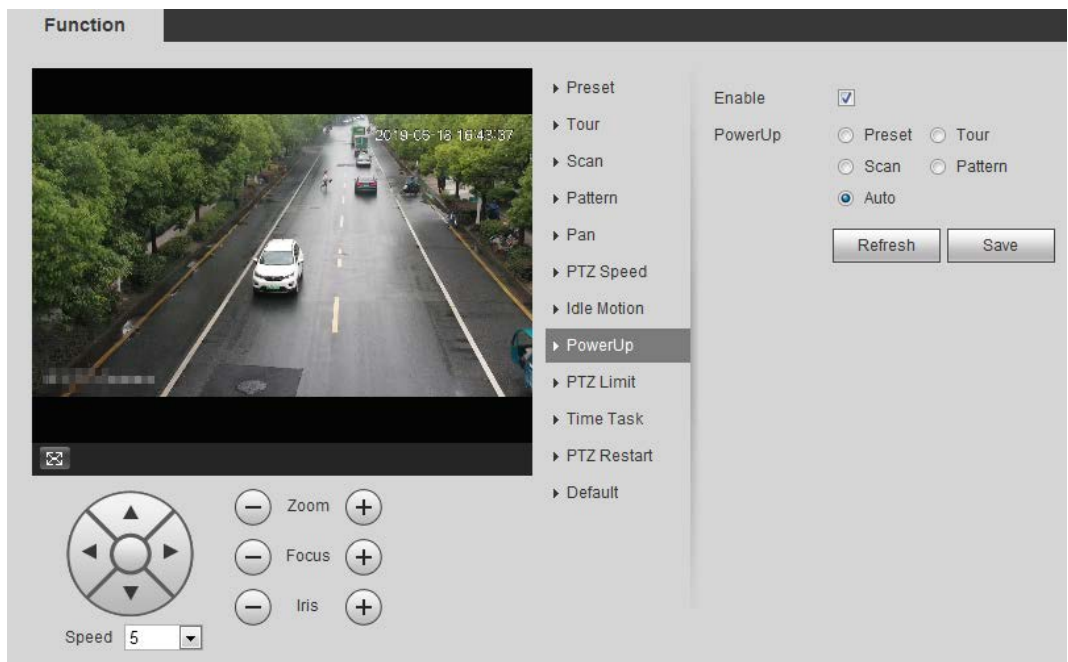 Function
2019-05-18 16:43:37
Preset
Tour
Scan
Pattern
Pan
PTZ Speed
Idle Motion
PowerUp
PTZ Limit
Time Task
PTZ Restart
Default
Enable
PowerUp
Preset
Tour
Scan
Pattern
Auto
Refresh
Save
Zoom
Focus
Iris
Speed
5